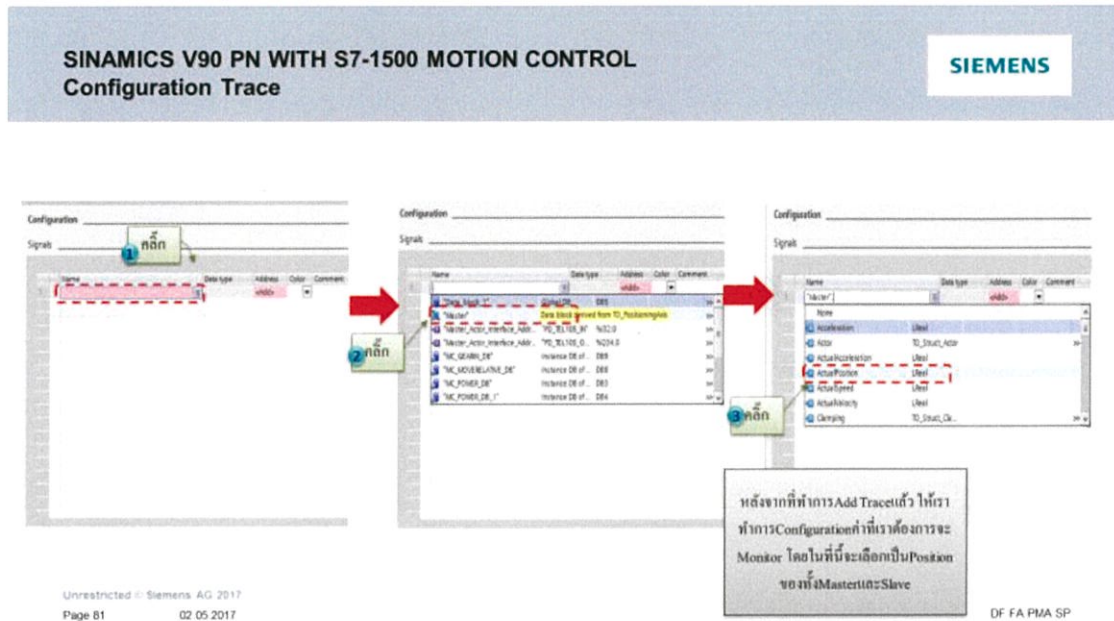 SINAMICS V90 PN WITH S7-1500 MOTION CONTROL
Configuration Trace
SIEMENS
Configuration
Signals
1 คลิ๊ก
Name Data type Address Color Comment
<Add>
Configuration
Signals
Name Data type Address Color Comment
<Add>
"Data_block_1" Global DB DB5
"Master" Data block derived from TO_PositioningAxis
"Master_Actor_Interface_Addr..
"Master_Actor_Interface_Addr..
"MC_GEARIN_DB" Instance DB of ..
"MC_MOVERELATIVE_DB" Instance DB of ..
"MC_POWER_DB" Instance DB of .. DB3
"MC_POWER_DB_1" Instance DB of .. DB4
2 คลิ๊ก
Configuration
Signals
Name Data type Address Color Comment
"Master". <Add>
None
Acceleration LReal
Actor TO_Struct_Actor
ActualAcceleration LReal
ActualPosition LReal
ActualSpeed LReal
ActualVelocity LReal
Clamping TO_Struct_Cla...
3 คลิ๊ก
หลังจากที่ทำการAdd Traceแล้ว ให้เรา
ทำการConfigurationค่าที่เราต้องการจะ
Monitor โดยในที่นี้จะเลือกเป็นPosition
ของทั้งMasterและSlave
Unrestricted © Siemens AG 2017
Page 81 02.05.2017 DF FA PMA SP